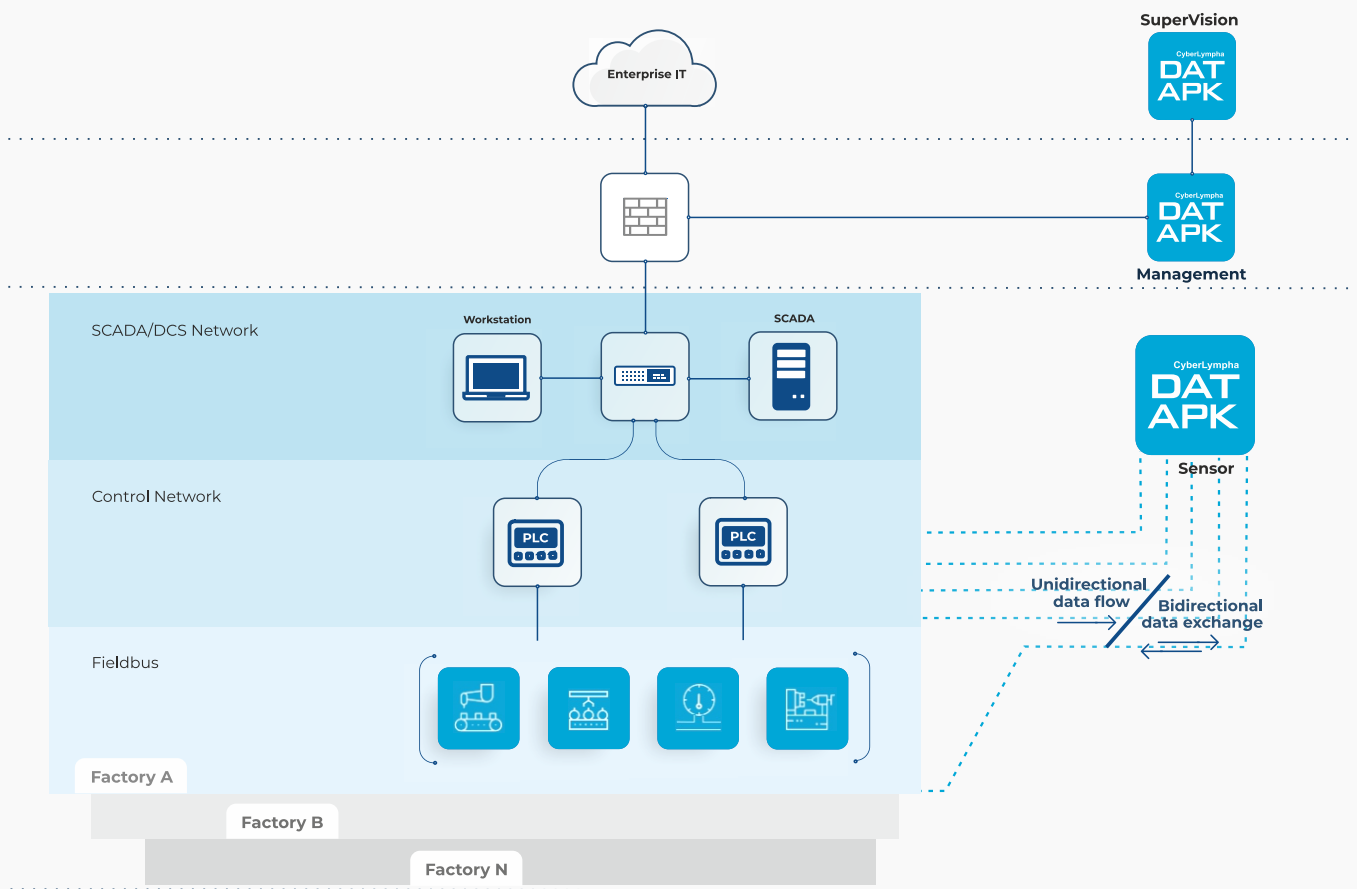 SuperVision
CyberLympha
DAT
APK
Enterprise IT
CyberLympha
DAT
APK
Management
SCADA/DCS Network
Workstation
SCADA
CyberLympha
DAT
APK
Sensor
Control Network
PLC
PLC
Unidirectional
data flow
Bidirectional
data exchange
Fieldbus
Factory A
Factory B
Factory N